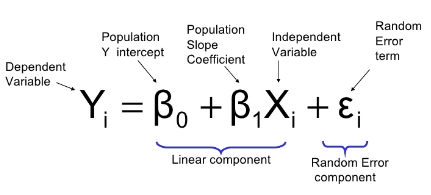 Population
Y intercept
Population
Slope
Coefficient
Independent
Variable
Random
Error
term
Dependent
Variable
Yᵢ = β₀ + β₁Xᵢ + εᵢ
Linear component
Random Error
component